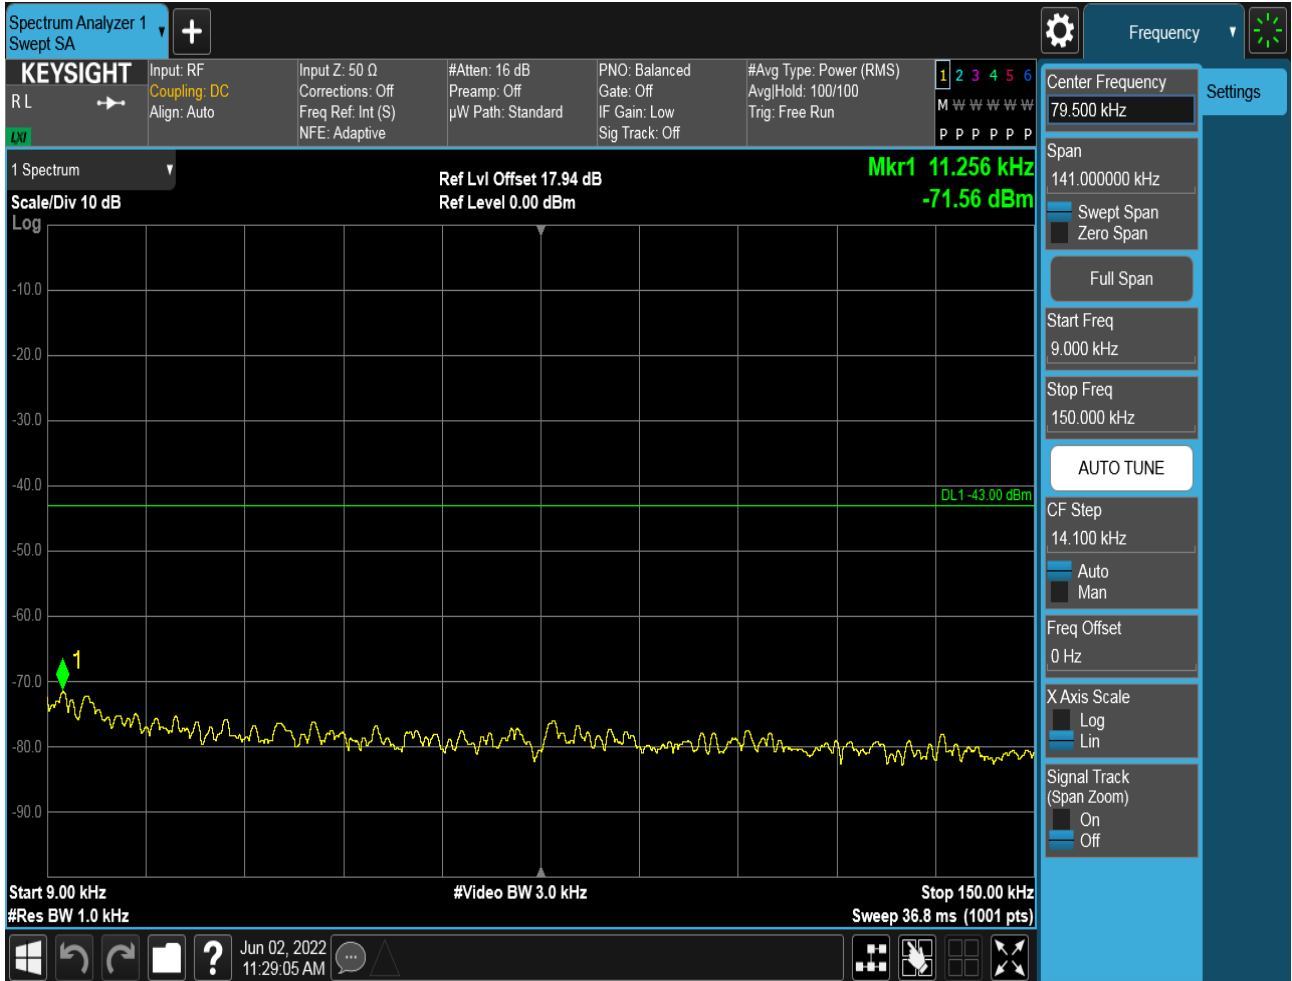 Spectrum Analyzer 1
Swept SA
Frequency
KEYSIGHT
R L
LXI
Input: RF
Coupling: DC
Align: Auto
Input Z: 50 Ω
Corrections: Off
Freq Ref: Int (S)
NFE: Adaptive
#Atten: 16 dB
Preamp: Off
µW Path: Standard
PNO: Balanced
Gate: Off
IF Gain: Low
Sig Track: Off
#Avg Type: Power (RMS)
Avg|Hold: 100/100
Trig: Free Run
1 2 3 4 5 6
M W W W W W
P P P P P P
1 Spectrum
Scale/Div 10 dB
Log
Ref Lvl Offset 17.94 dB
Ref Level 0.00 dBm
Mkr1 11.256 kHz
-71.56 dBm
-10.0
-20.0
-30.0
-40.0
DL1 -43.00 dBm
-50.0
-60.0
1
-70.0
-80.0
-90.0
Start 9.00 kHz
#Video BW 3.0 kHz
Stop 150.00 kHz
#Res BW 1.0 kHz
Sweep 36.8 ms (1001 pts)
Jun 02, 2022
11:29:05 AM
?
Center Frequency
79.500 kHz
Settings
Span
141.000000 kHz
Swept Span
Zero Span
Full Span
Start Freq
9.000 kHz
Stop Freq
150.000 kHz
AUTO TUNE
CF Step
14.100 kHz
Auto
Man
Freq Offset
0 Hz
X Axis Scale
Log
Lin
Signal Track
(Span Zoom)
On
Off